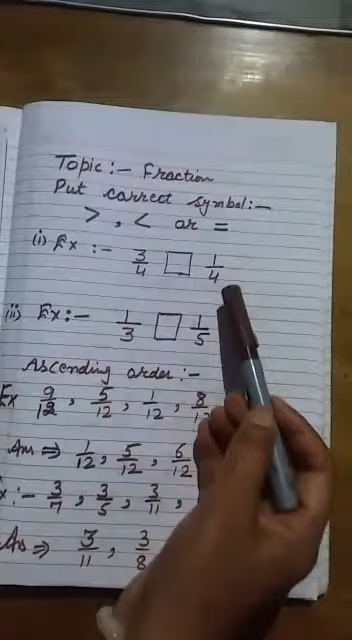 Topic:- Fraction
Put correct symbol:-
> , < or =
(i) Ex :- 3/4 □ 1/4
(ii) Ex:- 1/3 □ 1/5
Ascending order:-
Ex 9/12, 5/12, 1/12, 8/12
Ans ⇒ 1/12, 5/12, 6/12
:- 3/7, 3/5, 3/11,
As ⇒ 3/11, 3/8